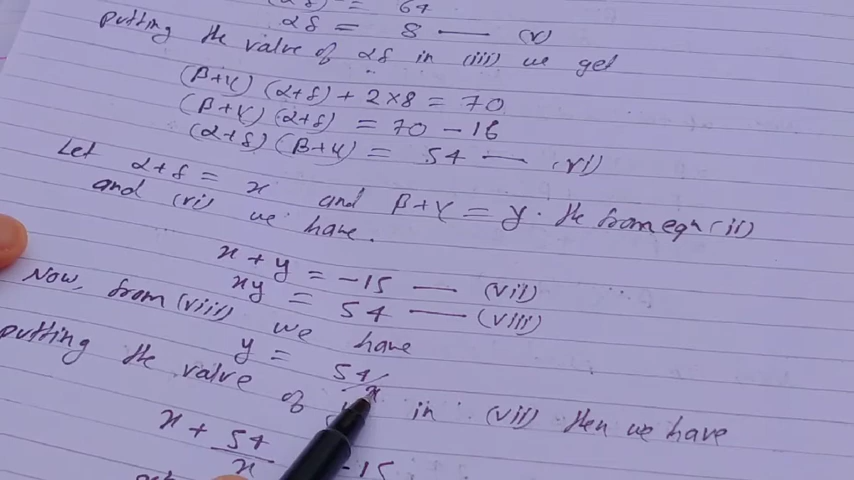 = 64
αδ = 8 —— (v)
putting the value of αδ in (iii) we get
(β+γ) (α+δ) + 2×8 = 70
(β+γ) (α+δ) = 70 - 16
(α+δ) (β+γ) = 54 —— (vi)
Let α+δ = x and β+γ = y. the from eqn (ii)
and (vi) we have.
x + y = -15 —— (vii)
xy = 54 —— (viii)
Now, from (viii) we have
y = 54/x
putting the value of in (vii) then we have
x + 54/x -15